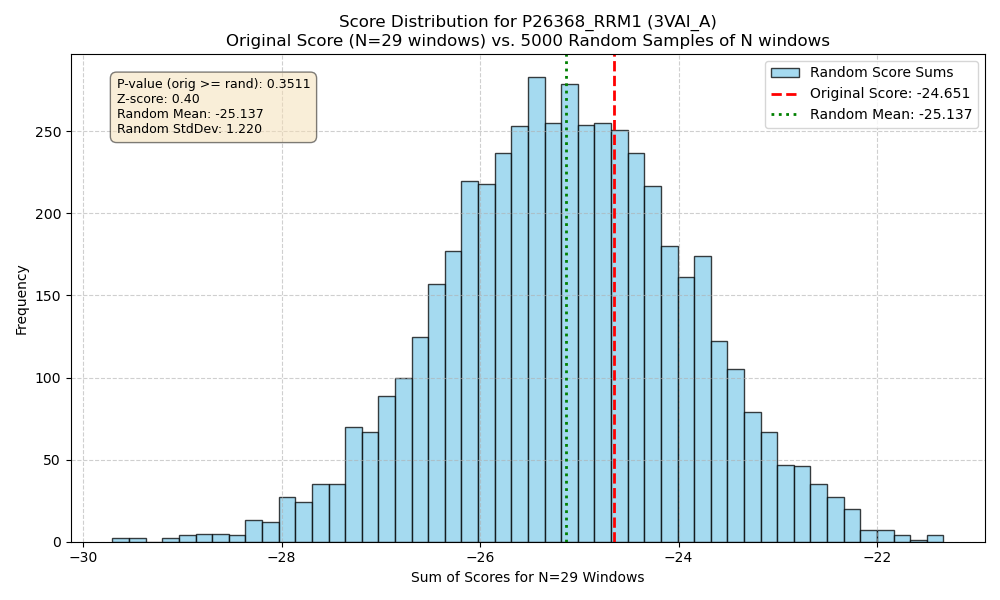 Score Distribution for P26368_RRM1 (3VAI_A)
Original Score (N=29 windows) vs. 5000 Random Samples of N windows
P-value (orig >= rand): 0.3511
Z-score: 0.40
Random Mean: -25.137
Random StdDev: 1.220
Random Score Sums
Original Score: -24.651
Random Mean: -25.137
Frequency
250
200
150
100
50
0
−30 −28 −26 −24 −22
Sum of Scores for N=29 Windows